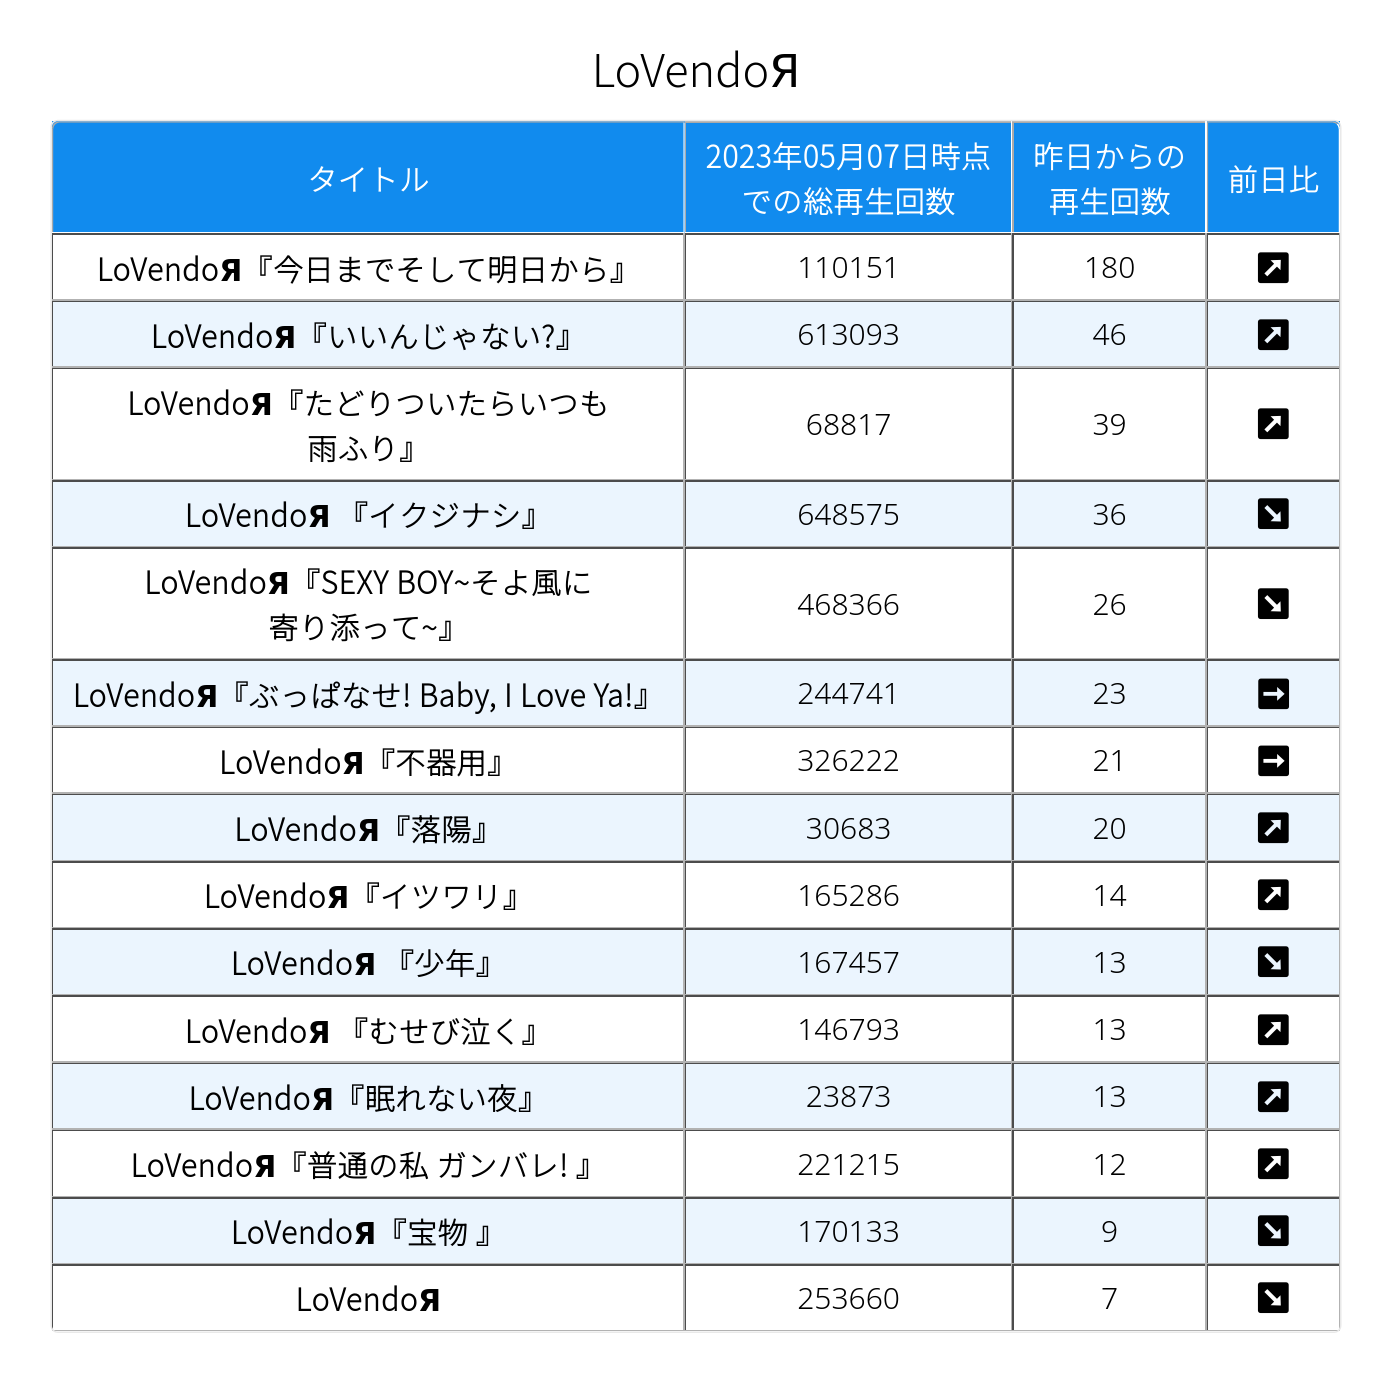 LoVendoЯ
タイトル
2023年05月07日時点
での総再生回数
昨日からの
再生回数
前日比
LoVendoЯ『今日までそして明日から』 110151 180 ↗
LoVendoЯ『いいんじゃない?』 613093 46 ↗
LoVendoЯ『たどりついたらいつも
雨ふり』 68817 39 ↗
LoVendoЯ 『イクジナシ』 648575 36 ↘
LoVendoЯ『SEXY BOY~そよ風に
寄り添って~』 468366 26 ↘
LoVendoЯ『ぶっぱなせ! Baby, I Love Ya!』 244741 23 →
LoVendoЯ『不器用』 326222 21 →
LoVendoЯ『落陽』 30683 20 ↗
LoVendoЯ『イツワリ』 165286 14 ↗
LoVendoЯ 『少年』 167457 13 ↘
LoVendoЯ 『むせび泣く』 146793 13 ↗
LoVendoЯ『眠れない夜』 23873 13 ↗
LoVendoЯ『普通の私 ガンバレ! 』 221215 12 ↗
LoVendoЯ『宝物 』 170133 9 ↘
LoVendoЯ 253660 7 ↘